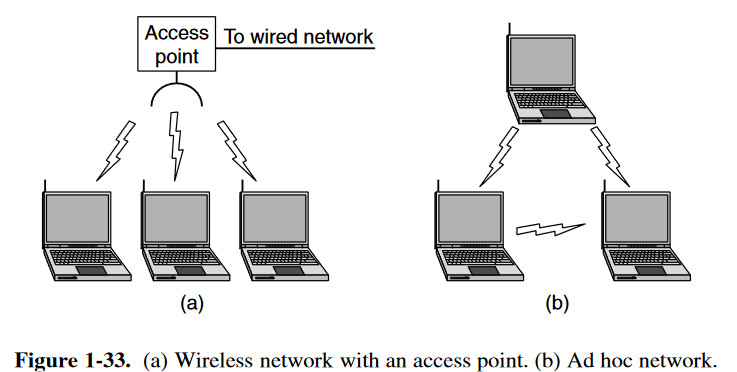 Access
point
To wired network
(a)
(b)
Figure 1-33. (a) Wireless network with an access point. (b) Ad hoc network.